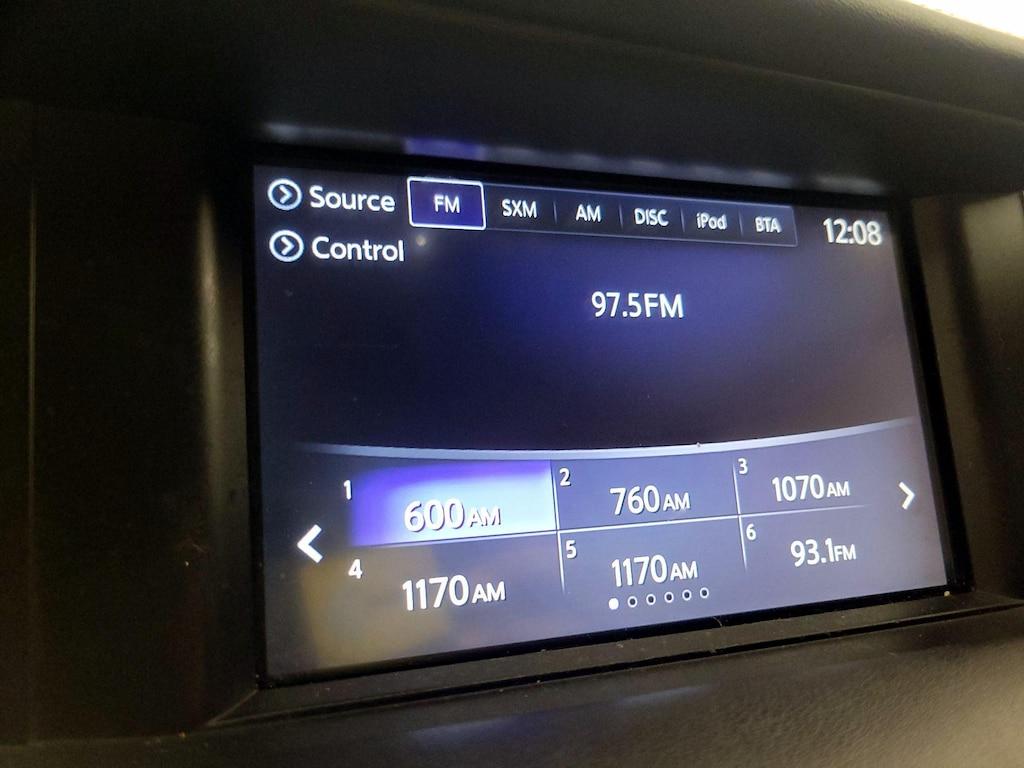 Source FM SXM AM DISC iPod BTA 12:08
Control
97.5FM
1 600AM 2 760AM 3 1070AM
4 1170AM 5 1170AM 6 93.1FM